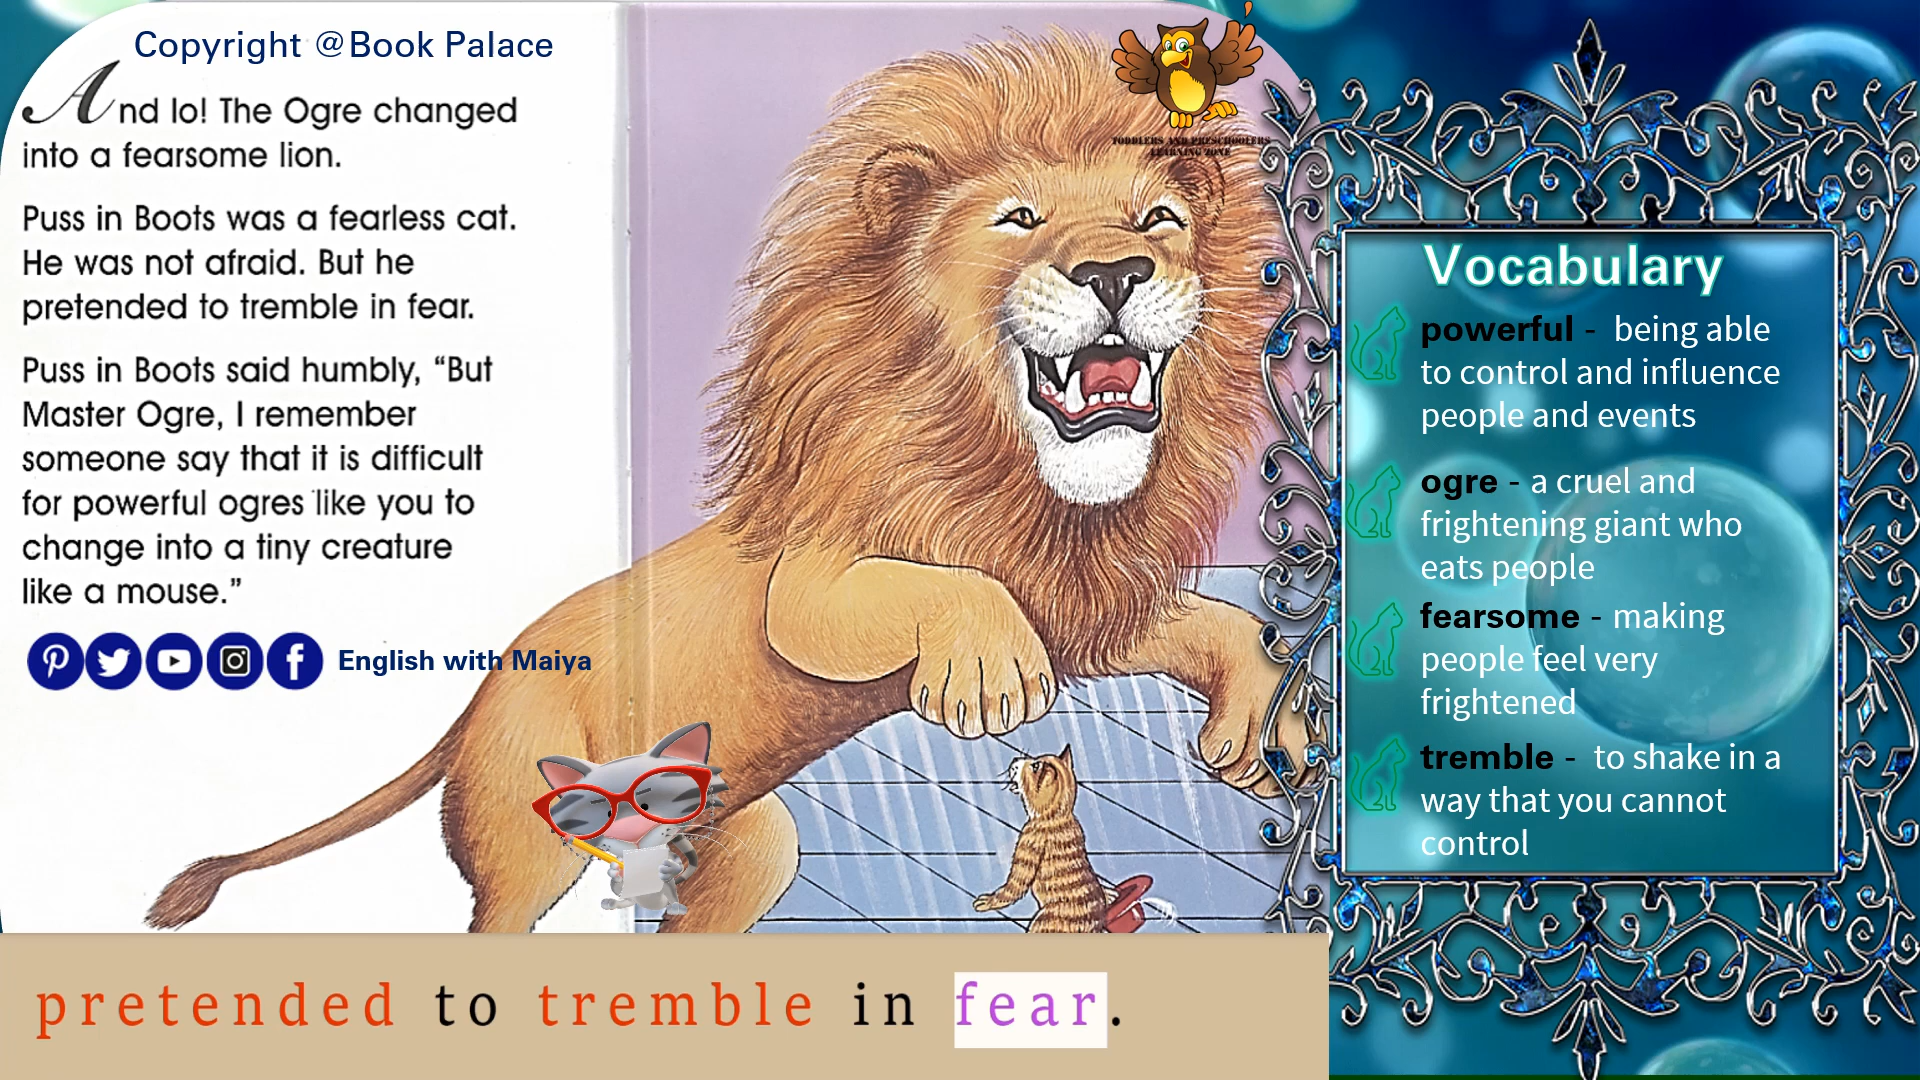 Copyright @Book Palace
And lo! The Ogre changed
into a fearsome lion.
Puss in Boots was a fearless cat.
He was not afraid. But he
pretended to tremble in fear.
Puss in Boots said humbly, “But
Master Ogre, I remember
someone say that it is difficult
for powerful ogres like you to
change into a tiny creature
like a mouse.”
English with Maiya
TODDLERS AND PRESCHOOLERS
LEARNING ZONE
Vocabulary
powerful - being able
to control and influence
people and events
ogre - a cruel and
frightening giant who
eats people
fearsome - making
people feel very
frightened
tremble - to shake in a
way that you cannot
control
pretended to tremble in fear.